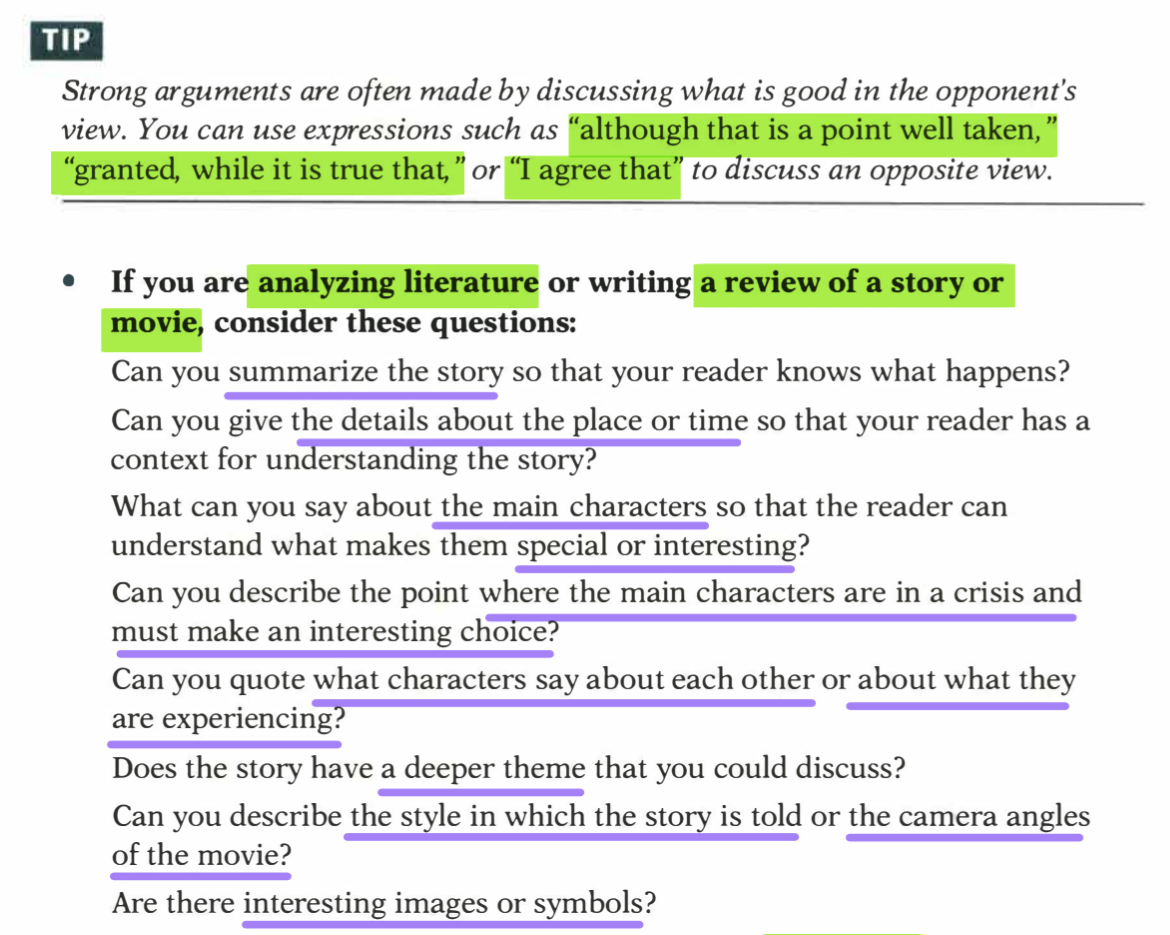 TIP
Strong arguments are often made by discussing what is good in the opponent's
view. You can use expressions such as “although that is a point well taken,”
“granted, while it is true that,” or “I agree that” to discuss an opposite view.
• If you are analyzing literature or writing a review of a story or
movie, consider these questions:
Can you summarize the story so that your reader knows what happens?
Can you give the details about the place or time so that your reader has a
context for understanding the story?
What can you say about the main characters so that the reader can
understand what makes them special or interesting?
Can you describe the point where the main characters are in a crisis and
must make an interesting choice?
Can you quote what characters say about each other or about what they
are experiencing?
Does the story have a deeper theme that you could discuss?
Can you describe the style in which the story is told or the camera angles
of the movie?
Are there interesting images or symbols?